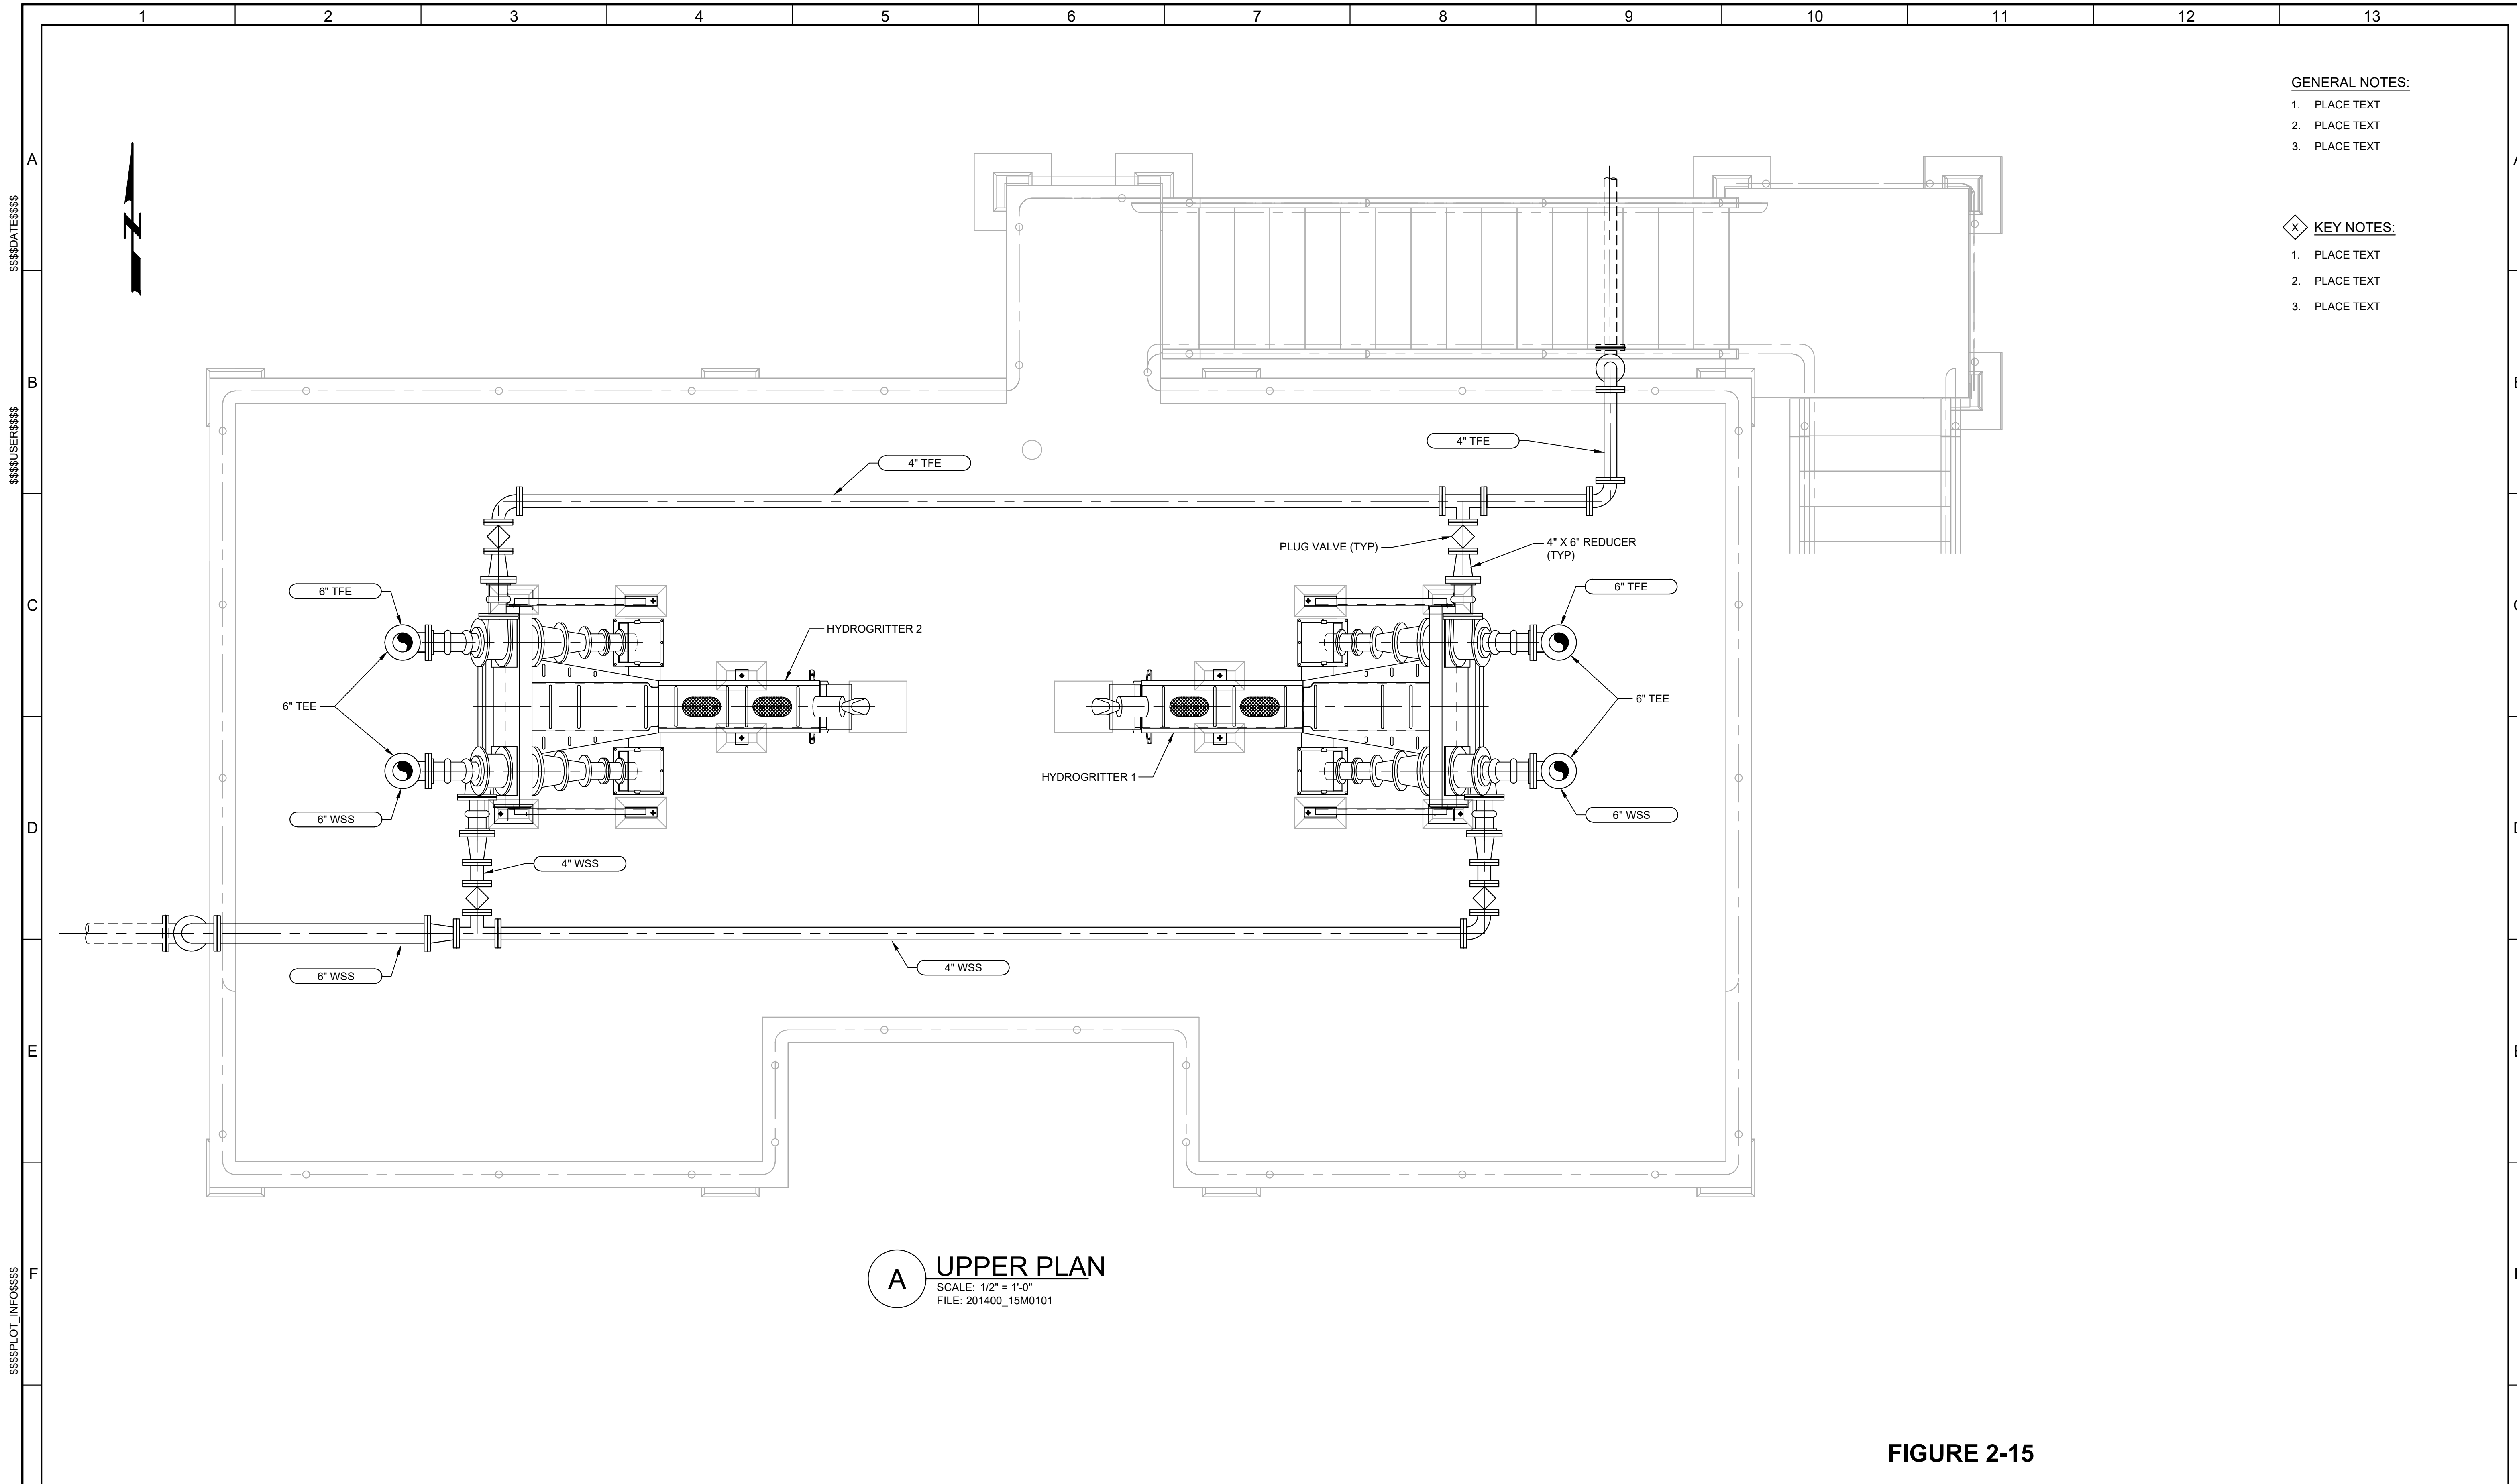 1 2 3 4 5 6 7 8 9 10 11 12 13
GENERAL NOTES:
1. PLACE TEXT
2. PLACE TEXT
3. PLACE TEXT
X KEY NOTES:
1. PLACE TEXT
2. PLACE TEXT
3. PLACE TEXT
A
B
C
D
E
F
$$$$DATE$$$$
$$$$USER$$$$
$$$$PLOT_INFO$$$$
N
4" TFE
4" TFE
PLUG VALVE (TYP)
4" X 6" REDUCER
(TYP)
6" TFE
6" TFE
HYDROGRITTER 2
6" TEE
6" TEE
HYDROGRITTER 1
6" WSS
6" WSS
4" WSS
6" WSS
4" WSS
A UPPER PLAN
SCALE: 1/2" = 1'-0"
FILE: 201400_15M0101
FIGURE 2-15